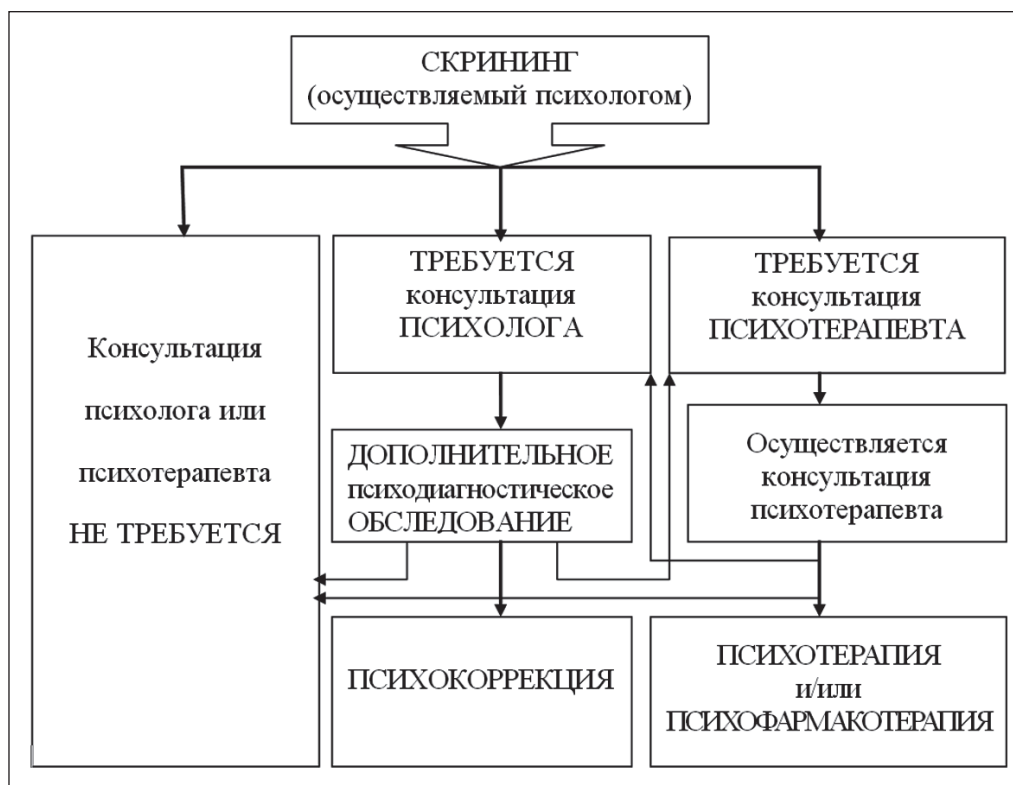 СКРИНИНГ
(осуществляемый психологом)
Консультация
психолога или
психотерапевта
НЕ ТРЕБУЕТСЯ
ТРЕБУЕТСЯ
консультация
ПСИХОЛОГА
ТРЕБУЕТСЯ
консультация
ПСИХОТЕРАПЕВТА
ДОПОЛНИТЕЛЬНОЕ
психодиагностическое
ОБСЛЕДОВАНИЕ
Осуществляется
консультация
психотерапевта
ПСИХОКОРРЕКЦИЯ
ПСИХОТЕРАПИЯ
и/или
ПСИХОФАРМАКОТЕРАПИЯ